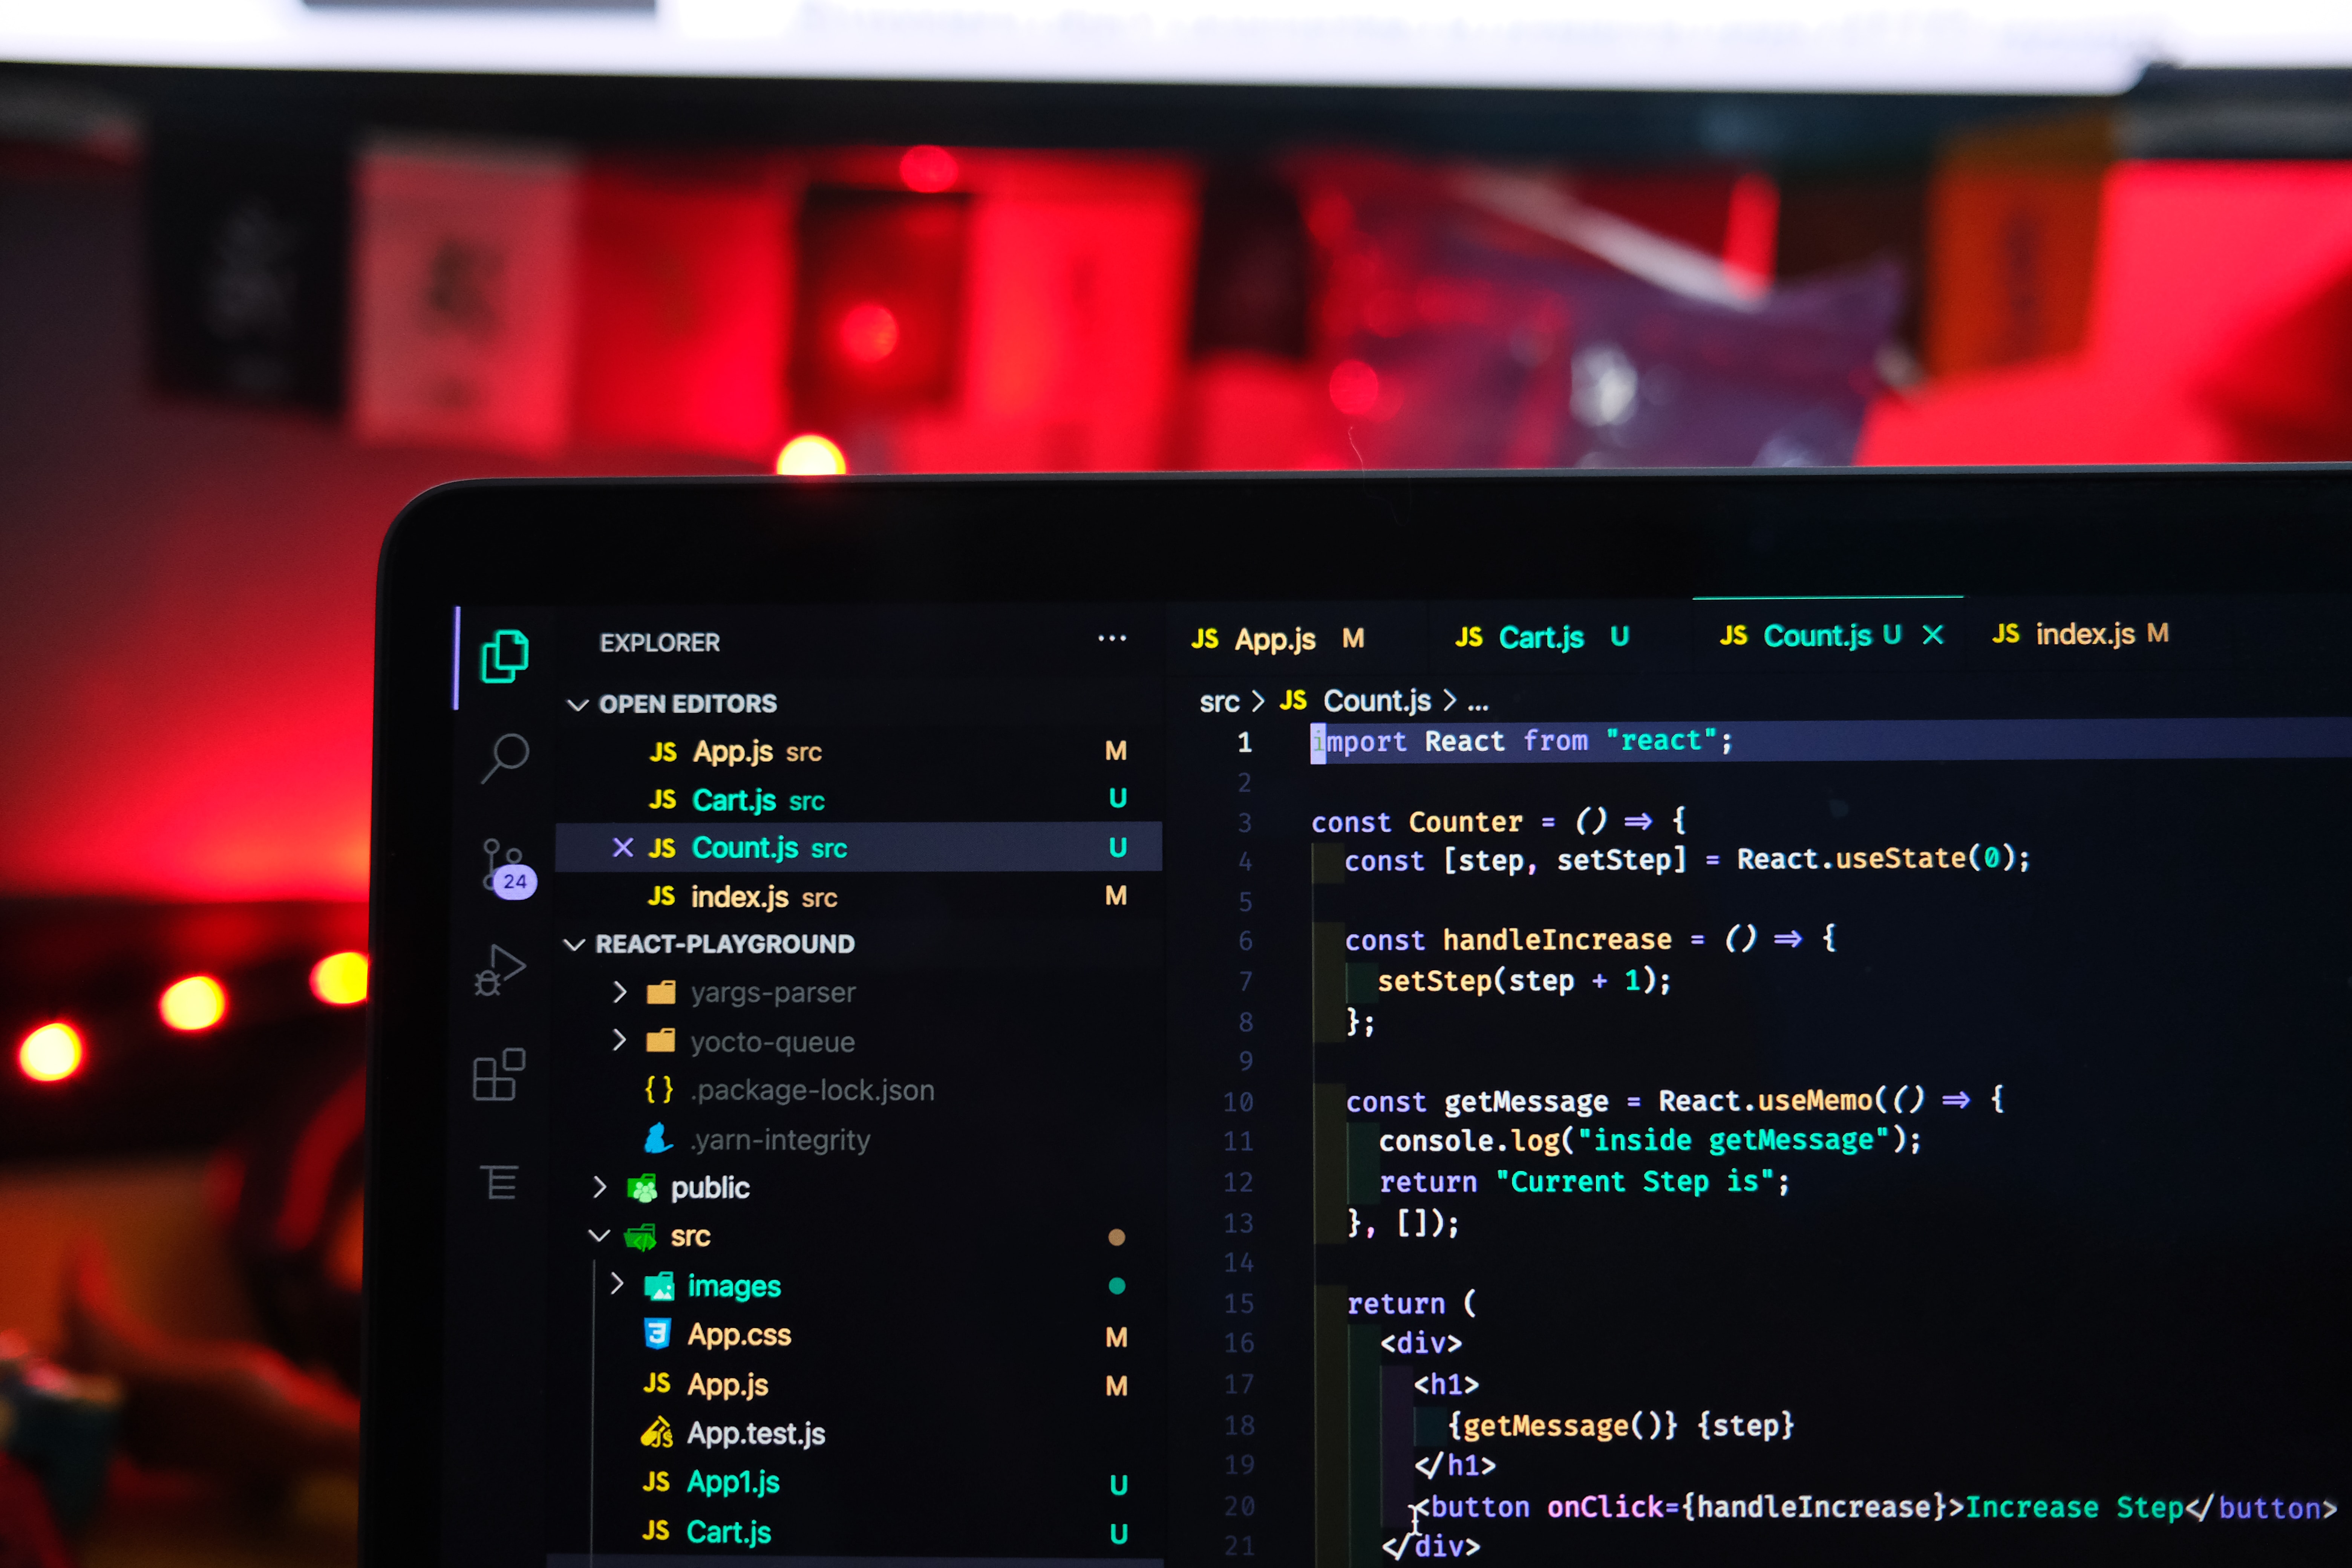 EXPLORER ...
OPEN EDITORS
JS App.js src M
JS Cart.js src U
JS Count.js src U
JS index.js src M
24
REACT-PLAYGROUND
yargs-parser
yocto-queue
{} .package-lock.json
.yarn-integrity
public
src
images
3 App.css M
JS App.js M
JS App.test.js
JS App1.js U
JS Cart.js U
JS App.js M JS Cart.js U JS Count.js U JS index.js M
src > JS Count.js > ...
1 import React from "react";
2
3 const Counter = () => {
4 const [step, setStep] = React.useState(0);
5
6 const handleIncrease = () => {
7 setStep(step + 1);
8 };
9
10 const getMessage = React.useMemo(() => {
11 console.log("inside getMessage");
12 return "Current Step is";
13 }, []);
14
15 return (
16 <div>
17 <h1>
18 {getMessage()} {step}
19 </h1>
20 <button onClick={handleIncrease}>Increase Step</button>
21 </div>